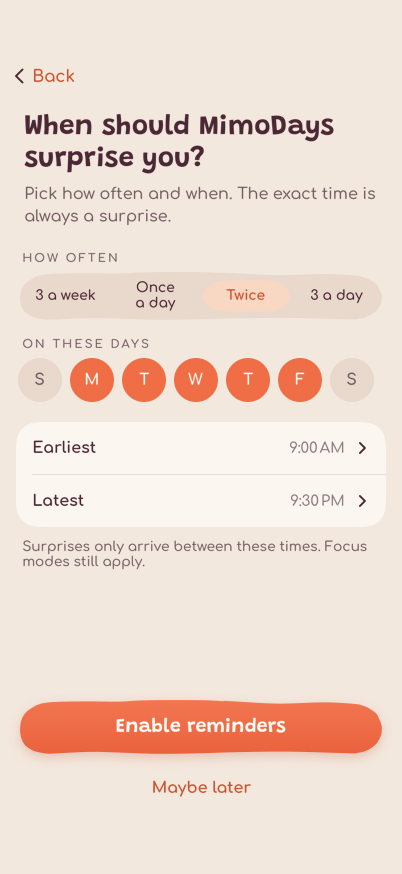 Back
When should MimoDays
surprise you?
Pick how often and when. The exact time is
always a surprise.
HOW OFTEN
3 a week
Once
a day
Twice
3 a day
ON THESE DAYS
S M T W T F S
Earliest 9:00 AM
Latest 9:30 PM
Surprises only arrive between these times. Focus
modes still apply.
Enable reminders
Maybe later